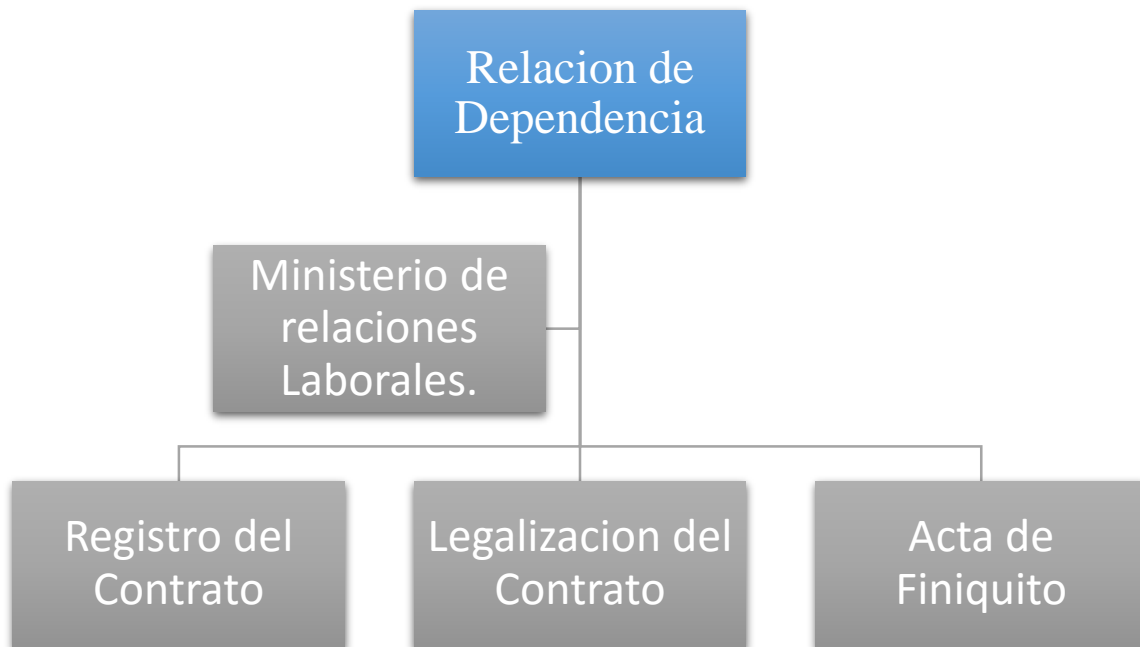 Relacion de
Dependencia
Ministerio de
relaciones
Laborales.
Registro del
Contrato
Legalizacion del
Contrato
Acta de
Finiquito